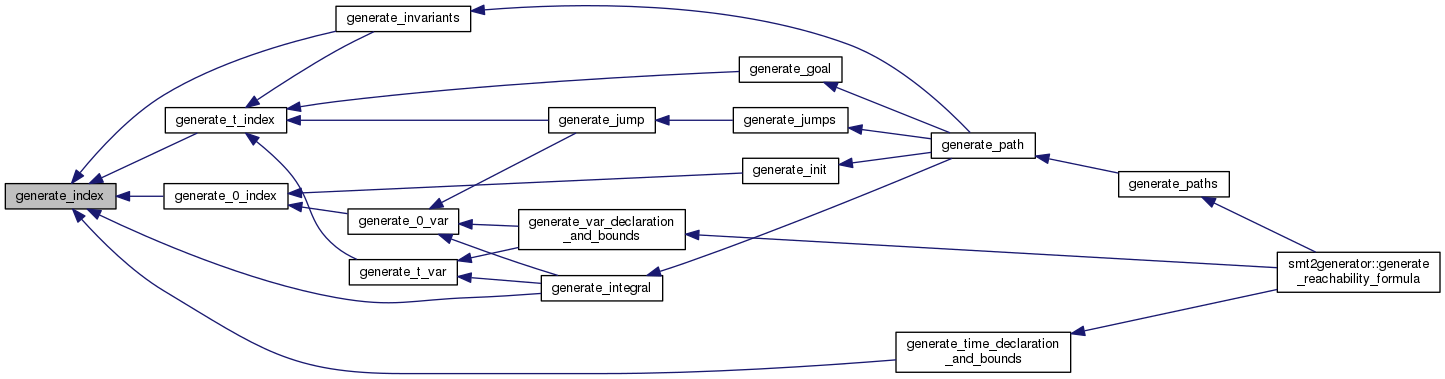 generate_invariants
generate_goal
generate_t_index
generate_jump
generate_jumps
generate_path
generate_init
generate_paths
generate_index
generate_0_index
generate_0_var
generate_var_declaration
_and_bounds
generate_t_var
generate_integral
smt2generator::generate
_reachability_formula
generate_time_declaration
_and_bounds